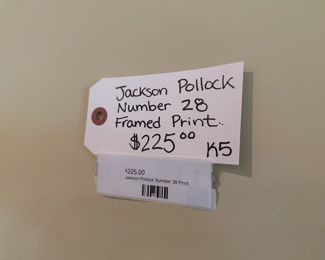 Jackson Pollock
Number 28
Framed Print..
$225.00
K5
$225.00
Jackson Pollock Number 28 Print